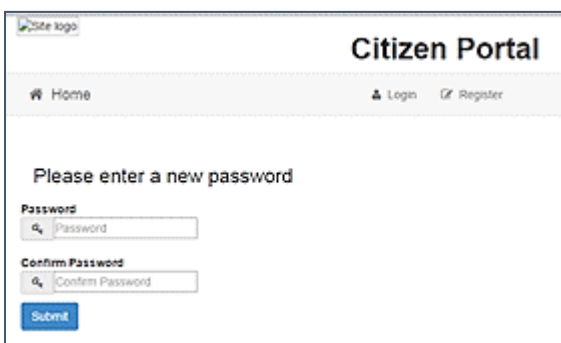 Site logo
Citizen Portal
Home Login Register
Please enter a new password
Password
Password
Confirm Password
Confirm Password
Submit